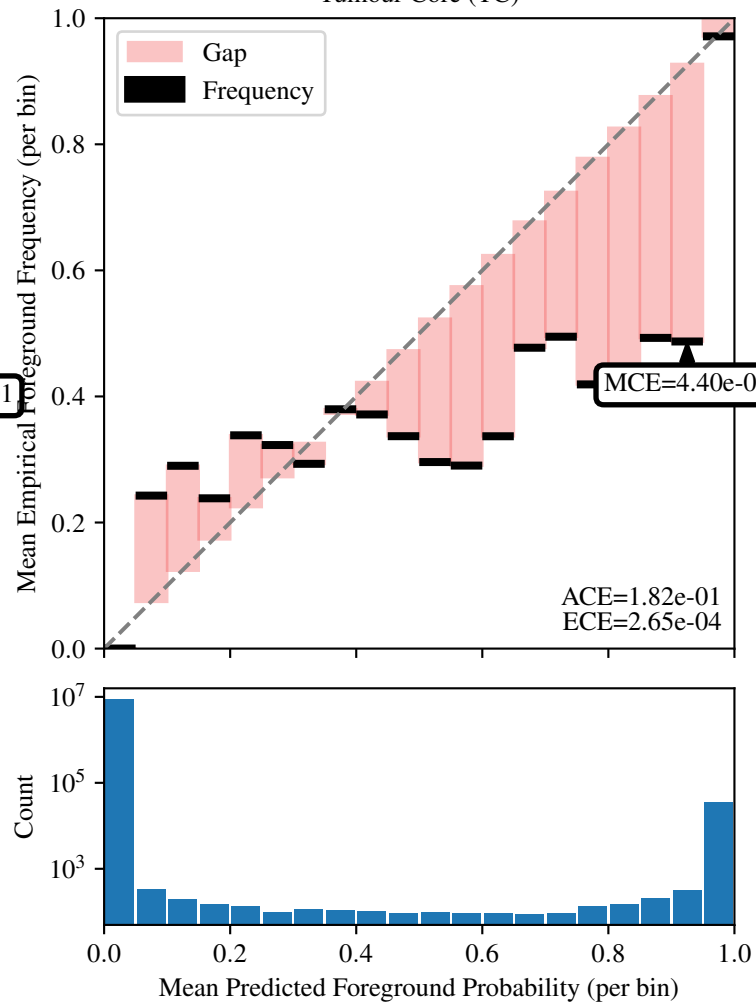 Tumour Core (TC)
1.0
Gap
Frequency
0.8
0.6
0.4
0.2
0.0
Mean Empirical Foreground Frequency (per bin)
1
MCE=4.40e-0
ACE=1.82e-01
ECE=2.65e-04
10⁷
10⁵
10³
Count
0.0 0.2 0.4 0.6 0.8 1.0
Mean Predicted Foreground Probability (per bin)